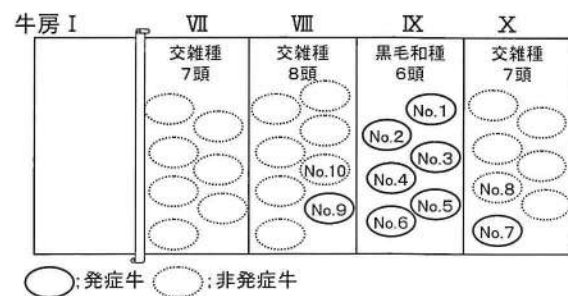 牛房Ⅰ Ⅶ Ⅷ Ⅸ Ⅹ
交雑種 交雑種 黒毛和種 交雑種
7頭 8頭 6頭 7頭
No.1
No.2
No.3
No.10 No.4 No.8
No.9 No.5
No.6 No.7
;発症牛 ;非発症牛